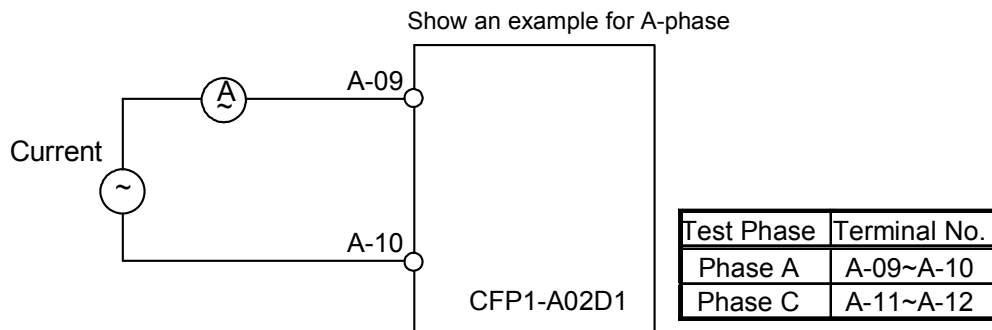 Show an example for A-phase
A-09
A
~
Current
~
A-10
CFP1-A02D1
Test Phase Terminal No.
Phase A A-09~A-10
Phase C A-11~A-12